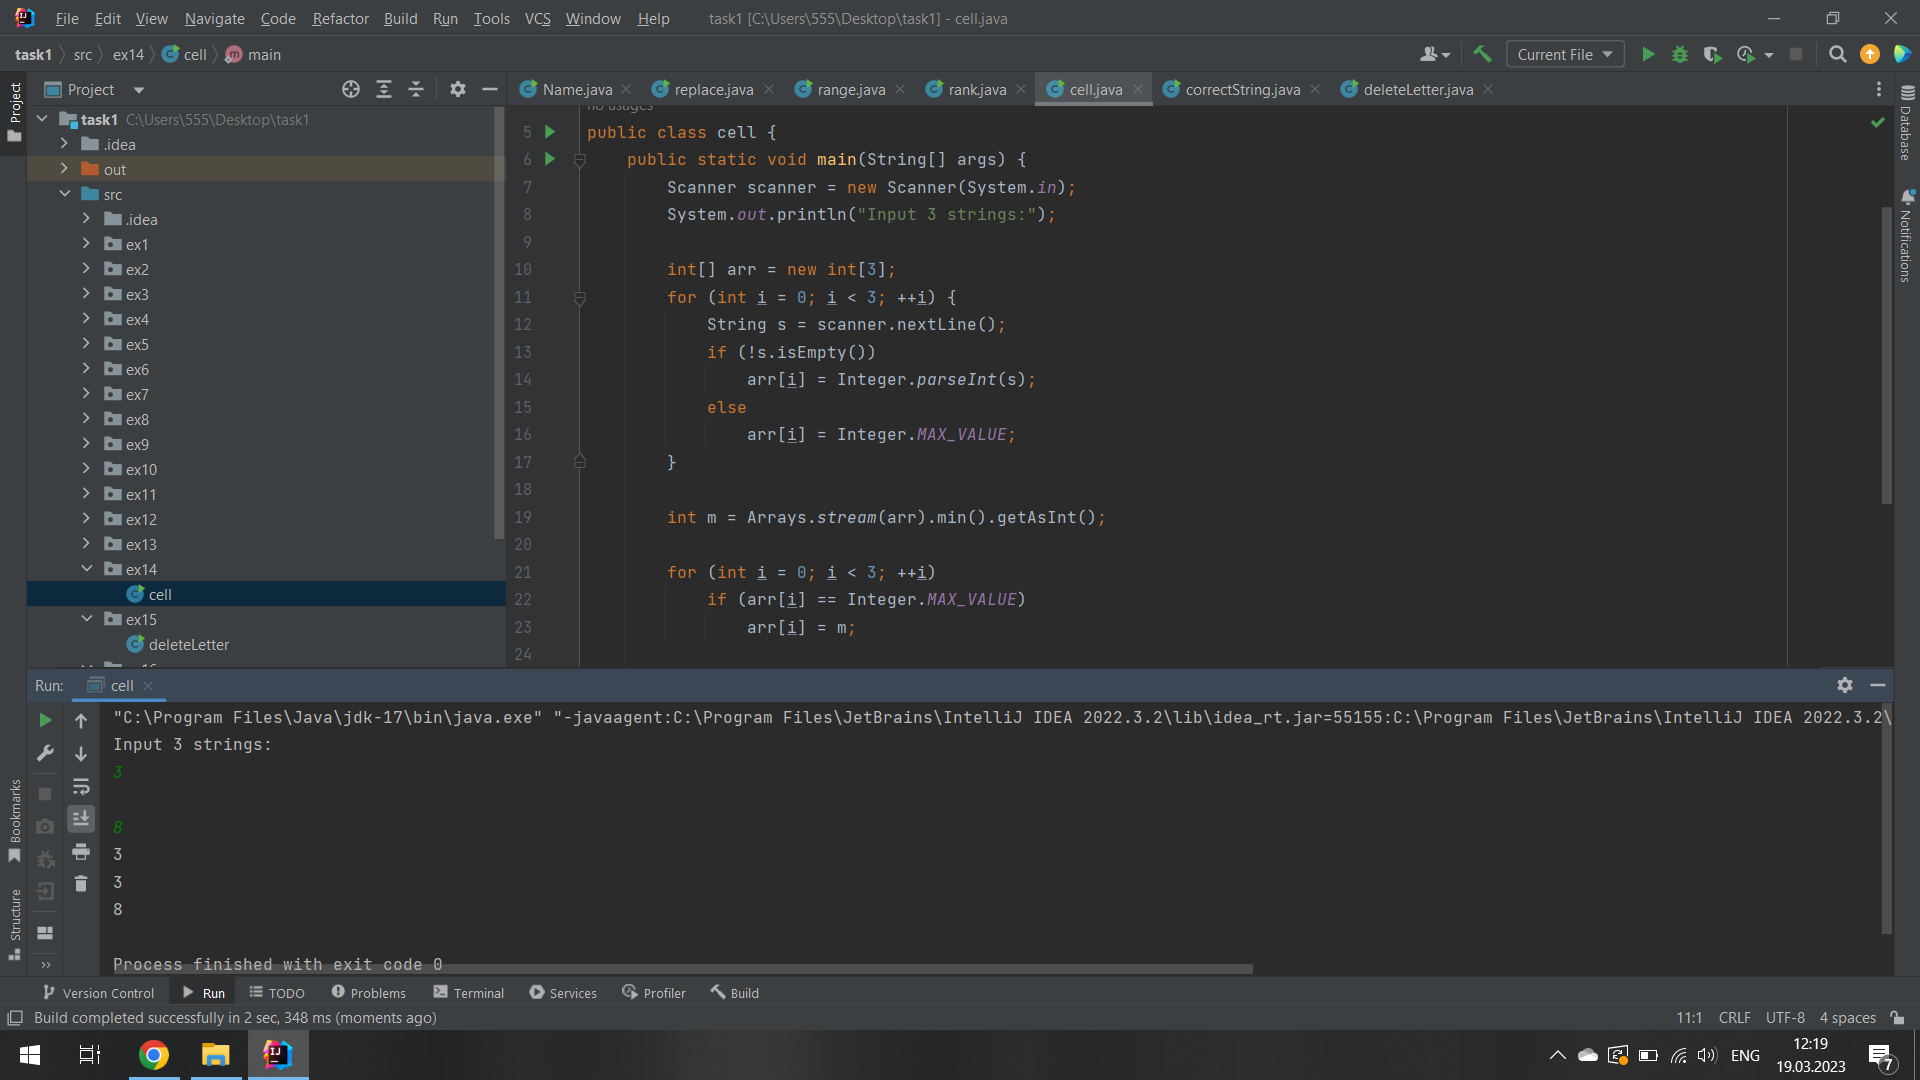 File Edit View Navigate Code Refactor Build Run Tools VCS Window Help task1 [C:\Users\555\Desktop\task1] - cell.java
task1 src ex14 cell main Current File
Project
Name.java replace.java range.java rank.java cell.java correctString.java deleteLetter.java
Project
task1 C:\Users\555\Desktop\task1
.idea
out
src
.idea
ex1
ex2
ex3
ex4
ex5
ex6
ex7
ex8
ex9
ex10
ex11
ex12
ex13
ex14
cell
ex15
deleteLetter
no usages
5 public class cell {
6 public static void main(String[] args) {
7 Scanner scanner = new Scanner(System.in);
8 System.out.println("Input 3 strings:");
9
10 int[] arr = new int[3];
11 for (int i = 0; i < 3; ++i) {
12 String s = scanner.nextLine();
13 if (!s.isEmpty())
14 arr[i] = Integer.parseInt(s);
15 else
16 arr[i] = Integer.MAX_VALUE;
17 }
18
19 int m = Arrays.stream(arr).min().getAsInt();
20
21 for (int i = 0; i < 3; ++i)
22 if (arr[i] == Integer.MAX_VALUE)
23 arr[i] = m;
24
Database
Notifications
Run: cell
"C:\Program Files\Java\jdk-17\bin\java.exe" "-javaagent:C:\Program Files\JetBrains\IntelliJ IDEA 2022.3.2\lib\idea_rt.jar=55155:C:\Program Files\JetBrains\IntelliJ IDEA 2022.3.2\
Input 3 strings:
3
8
3
3
8
Process finished with exit code 0
Bookmarks
Structure
Version Control Run TODO Problems Terminal Services Profiler Build
Build completed successfully in 2 sec, 348 ms (moments ago) 11:1 CRLF UTF-8 4 spaces
ENG 12:19
19.03.2023
7